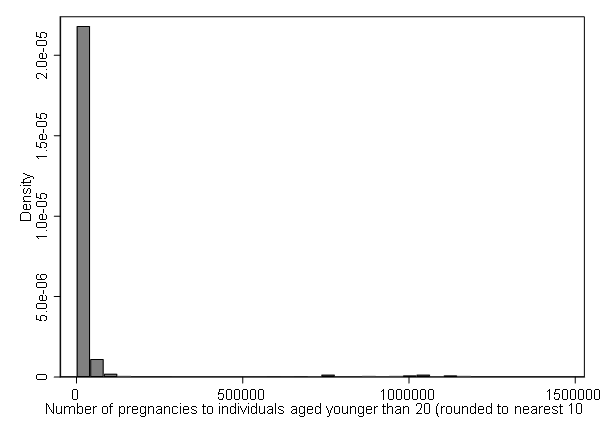 Density
2.0e-05
1.5e-05
1.0e-05
5.0e-06
0
0
500000
1000000
1500000
Number of pregnancies to individuals aged younger than 20 (rounded to nearest 10